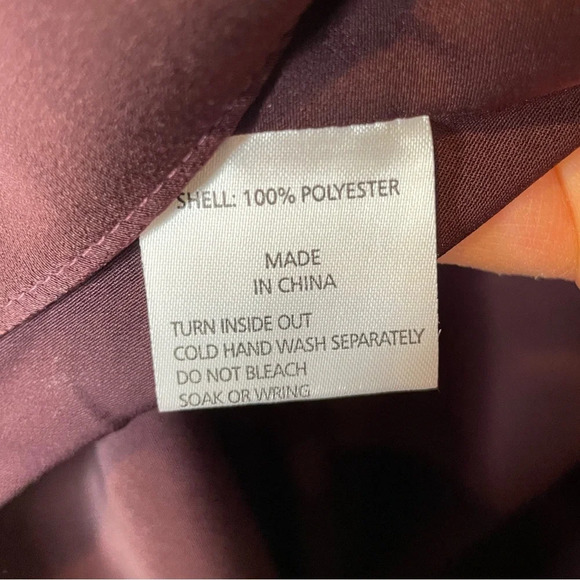 SHELL: 100% POLYESTER
MADE
IN CHINA
TURN INSIDE OUT
COLD HAND WASH SEPARATELY
DO NOT BLEACH
SOAK OR WRING